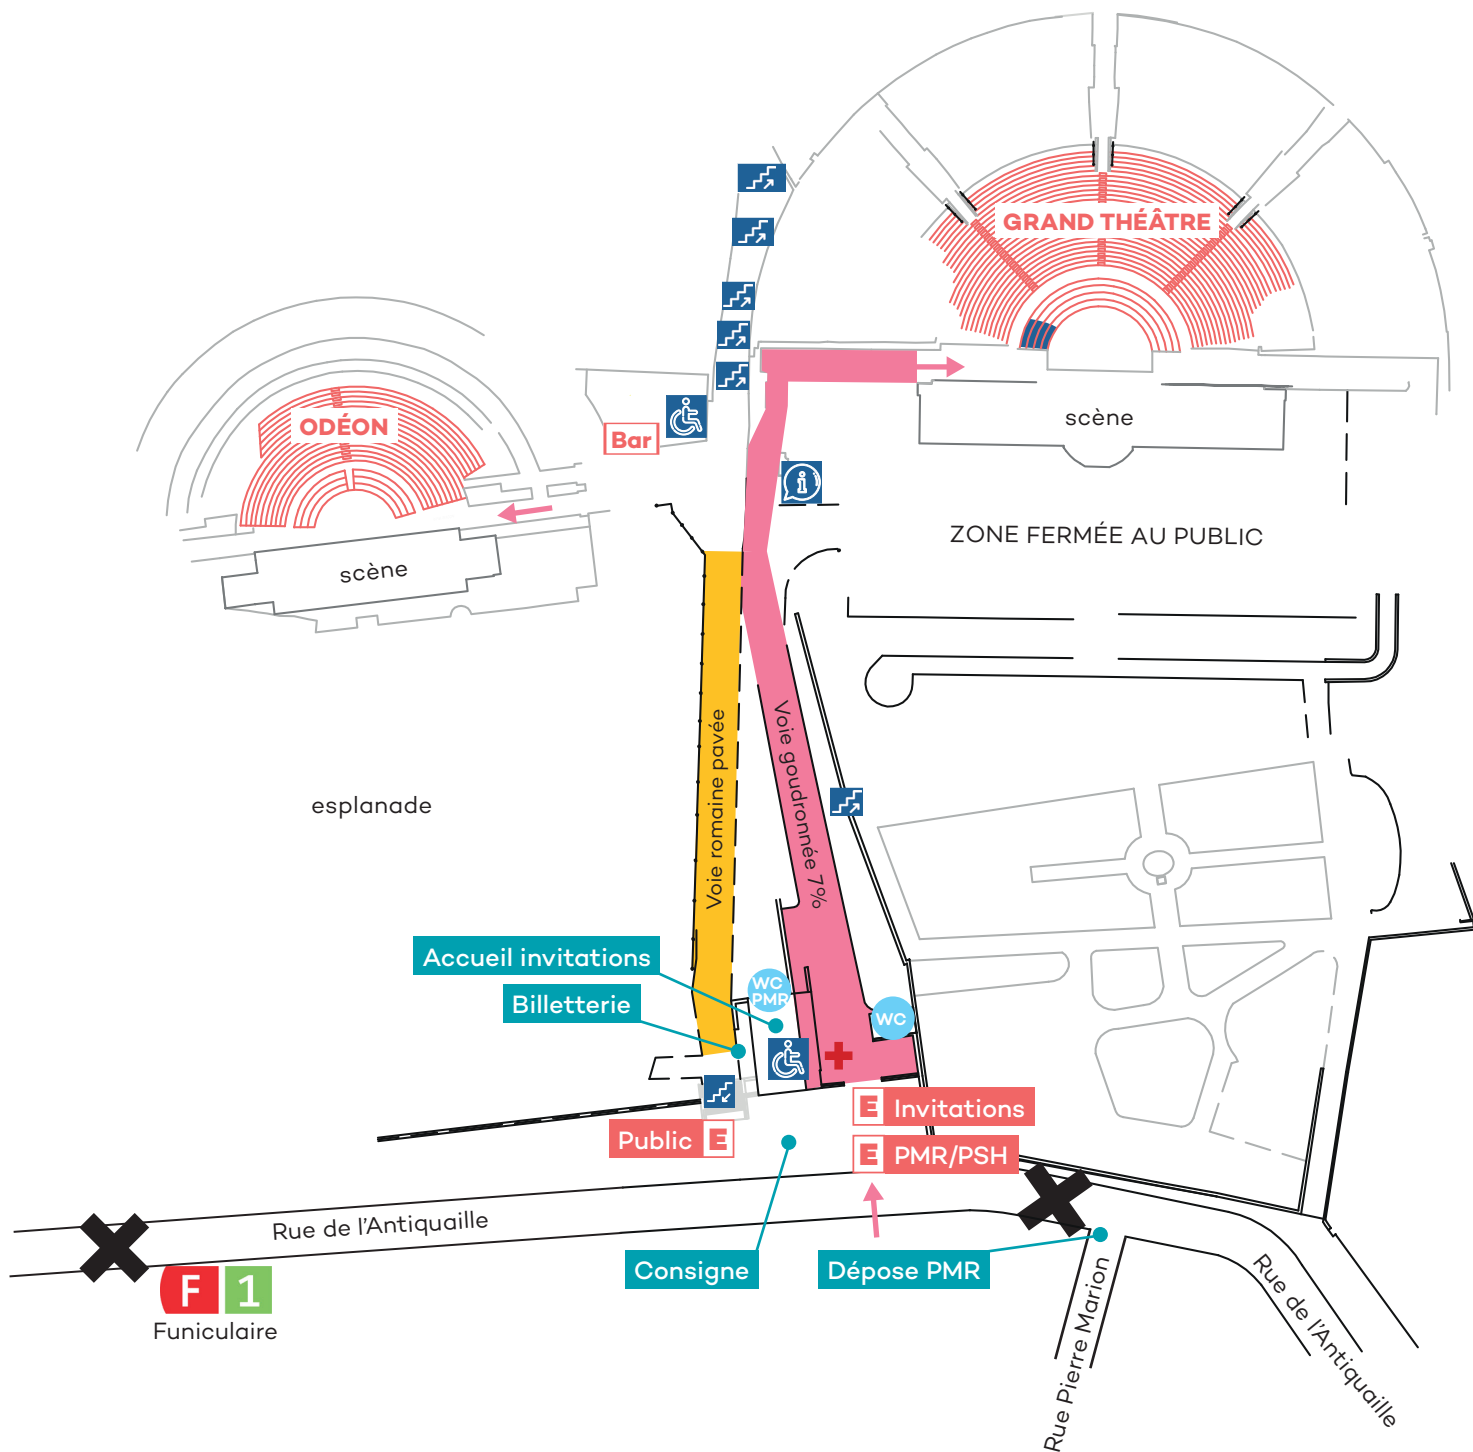 GRAND THÉÂTRE
ODÉON
Bar
scène
i
ZONE FERMÉE AU PUBLIC
scène
Voie romaine pavée
Voie goudronnée 7%
esplanade
Accueil invitations
WC
PMR
Billetterie
WC
E Invitations
Public E
E PMR/PSH
Rue de l'Antiquaille
Consigne
Dépose PMR
F 1
Funiculaire
Rue Pierre Marion
Rue de l'Antiquaille